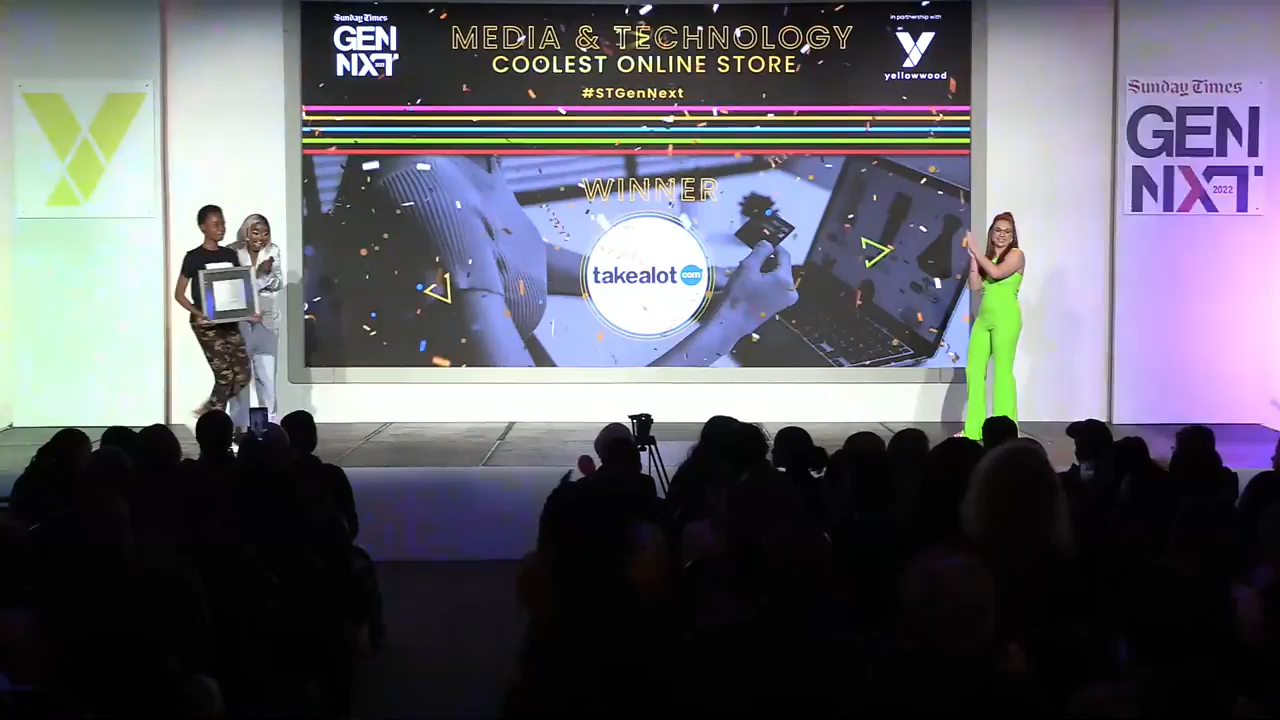 Sunday Times
GEN
NXT
2022
MEDIA & TECHNOLOGY
COOLEST ONLINE STORE
#STGenNext
in partnership with
yellowwood
WINNER
takealot com
Sunday Times
GEN
NXT
2022